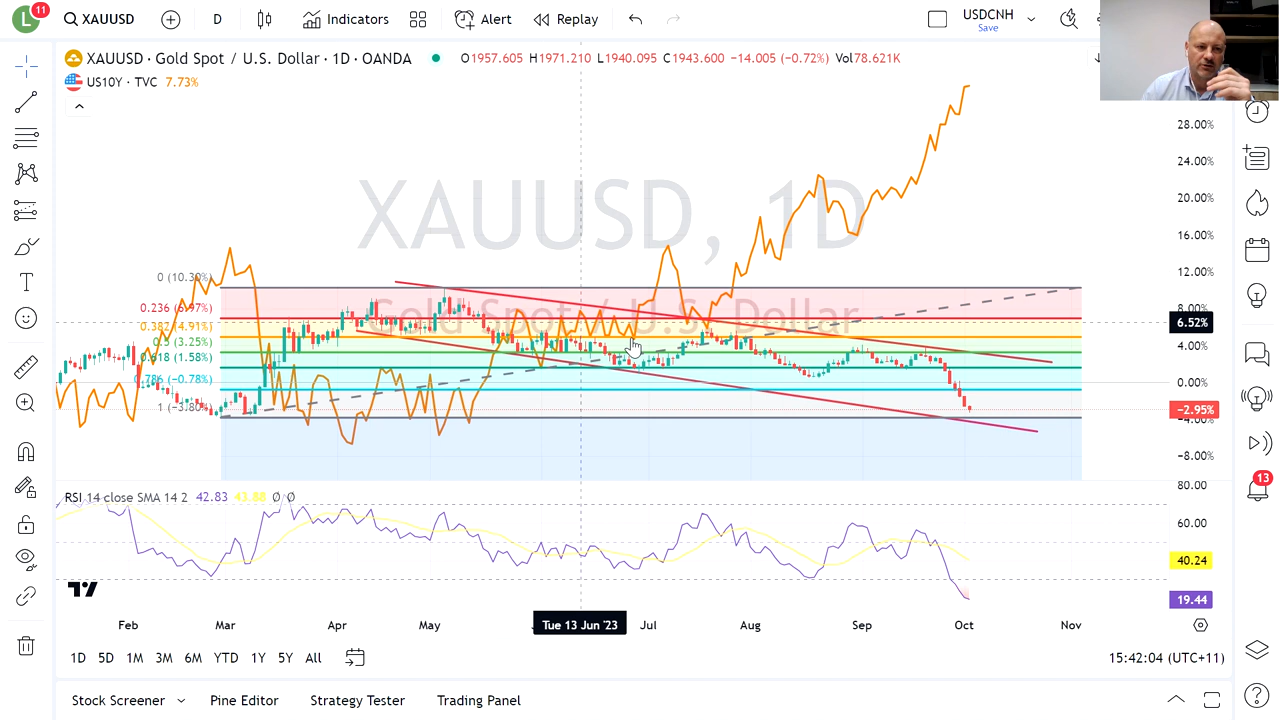 L 11 XAUUSD D Indicators Alert Replay USDCNH
Save
XAUUSD · Gold Spot / U.S. Dollar · 1D · OANDA O1957.605 H1971.210 L1940.095 C1943.600 −14.005 (−0.72%) Vol78.621K
US10Y · TVC 7.73%
28.00%
24.00%
20.00%
16.00%
12.00%
8.00%
6.52%
4.00%
0.00%
−2.95%
−4.00%
−8.00%
XAUUSD, 1D
Gold Spot / U.S. Dollar
0 (10.30%)
0.236 (6.97%)
0.382 (4.91%)
(3.25%)
0.618 (1.58%)
0.786 (−0.78%)
1 (−3.80%)
RSI 14 close SMA 14 2 42.83 43.88 Ø Ø
80.00
60.00
40.24
19.44
13
Feb Mar Apr May Tue 13 Jun '23 Jul Aug Sep Oct Nov
1D 5D 1M 3M 6M YTD 1Y 5Y All 15:42:04 (UTC+11)
Stock Screener Pine Editor Strategy Tester Trading Panel